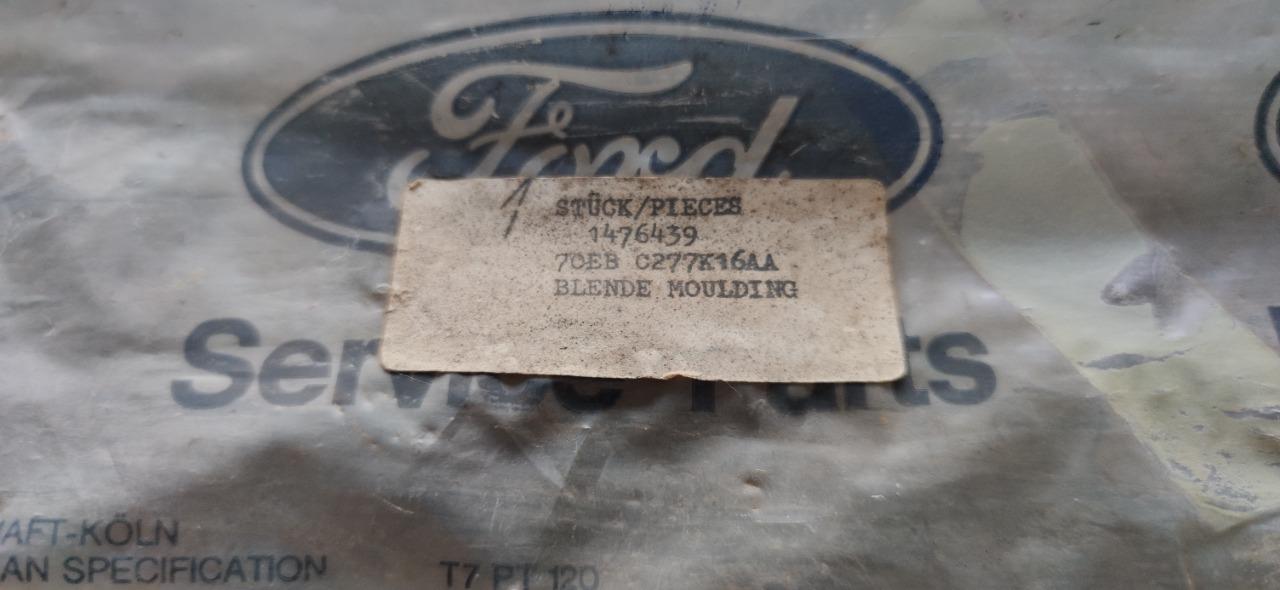 Ford
1 STÜCK/PIECES
1476439
70EB C277K16AA
BLENDE MOULDING
Service Parts
AFT-KÖLN
AN SPECIFICATION
T7 PT 120